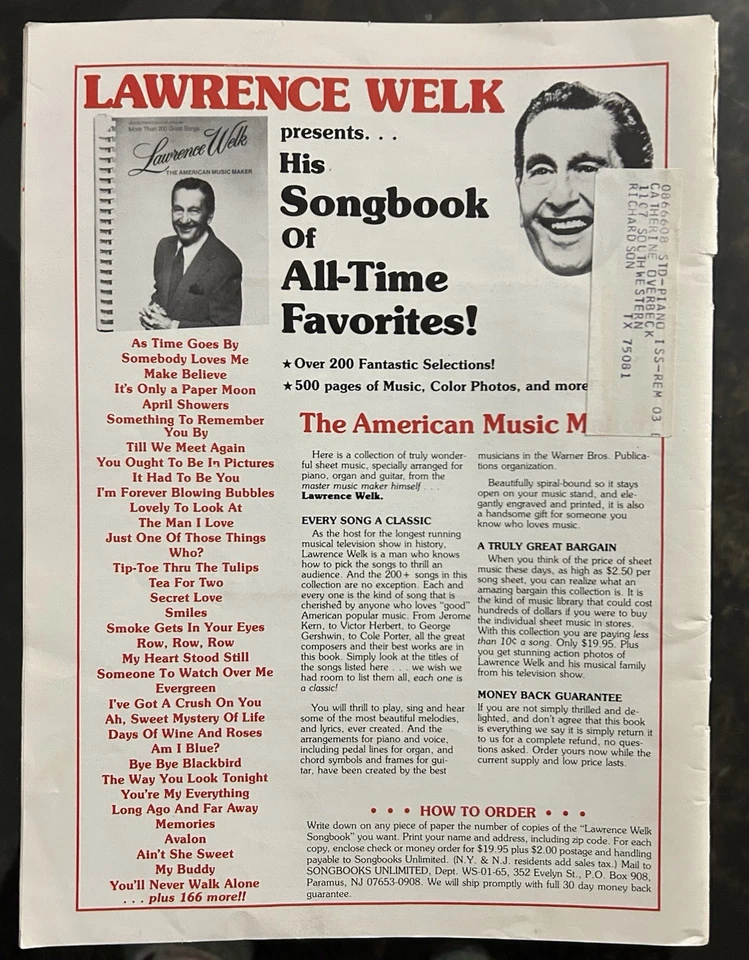 LAWRENCE WELK
More Than 200 Great Songs
Lawrence Welk
THE AMERICAN MUSIC MAKER
presents. . .
His
Songbook
Of
All-Time
Favorites!
★Over 200 Fantastic Selections!
★500 pages of Music, Color Photos, and more
STD-PIANO ISS-REM 03
CATHERINE OVERBECK
1107 SOUTHWESTERN
RICHARDSON TX 75081
As Time Goes By
Somebody Loves Me
Make Believe
It's Only a Paper Moon
April Showers
Something To Remember
You By
Till We Meet Again
You Ought To Be In Pictures
It Had To Be You
I'm Forever Blowing Bubbles
Lovely To Look At
The Man I Love
Just One Of Those Things
Who?
Tip-Toe Thru The Tulips
Tea For Two
Secret Love
Smiles
Smoke Gets In Your Eyes
Row, Row, Row
My Heart Stood Still
Someone To Watch Over Me
Evergreen
I've Got A Crush On You
Ah, Sweet Mystery Of Life
Days Of Wine And Roses
Am I Blue?
Bye Bye Blackbird
The Way You Look Tonight
You're My Everything
Long Ago And Far Away
Memories
Avalon
Ain't She Sweet
My Buddy
You'll Never Walk Alone
. . . plus 166 more!!
The American Music M
Here is a collection of truly wonder-
ful sheet music, specially arranged for
piano, organ and guitar, from the
master music maker himself . . .
Lawrence Welk.
EVERY SONG A CLASSIC
As the host for the longest running
musical television show in history,
Lawrence Welk is a man who knows
how to pick the songs to thrill an
audience. And the 200+ songs in this
collection are no exception. Each and
every one is the kind of song that is
cherished by anyone who loves "good"
American popular music. From Jerome
Kern, to Victor Herbert, to George
Gershwin, to Cole Porter, all the great
composers and their best works are in
this book. Simply look at the titles of
the songs listed here . . . we wish we
had room to list them all, each one is
a classic!
You will thrill to play, sing and hear
some of the most beautiful melodies,
and lyrics, ever created. And the
arrangements for piano and voice,
including pedal lines for organ, and
chord symbols and frames for gui-
tar, have been created by the best
musicians in the Warner Bros. Publica-
tions organization.
Beautifully spiral-bound so it stays
open on your music stand, and ele-
gantly engraved and printed, it is also
a handsome gift for someone you
know who loves music.
A TRULY GREAT BARGAIN
When you think of the price of sheet
music these days, as high as $2.50 per
song sheet, you can realize what an
amazing bargain this collection is. It is
the kind of music library that could cost
hundreds of dollars if you were to buy
the individual sheet music in stores.
With this collection you are paying less
than 10¢ a song. Only $19.95. Plus
you get stunning action photos of
Lawrence Welk and his musical family
from his television show.
MONEY BACK GUARANTEE
If you are not simply thrilled and de-
lighted, and don't agree that this book
is everything we say it is simply return it
to us for a complete refund, no ques-
tions asked. Order yours now while the
current supply and low price lasts.
• • • HOW TO ORDER • • •
Write down on any piece of paper the number of copies of the "Lawrence Welk
Songbook" you want. Print your name and address, including zip code. For each
copy, enclose check or money order for $19.95 plus $2.00 postage and handling
payable to Songbooks Unlimited. (N.Y. & N.J. residents add sales tax.) Mail to
SONGBOOKS UNLIMITED, Dept. WS-01-65, 352 Evelyn St., P.O. Box 908,
Paramus, NJ 07653-0908. We will ship promptly with full 30 day money back
guarantee.